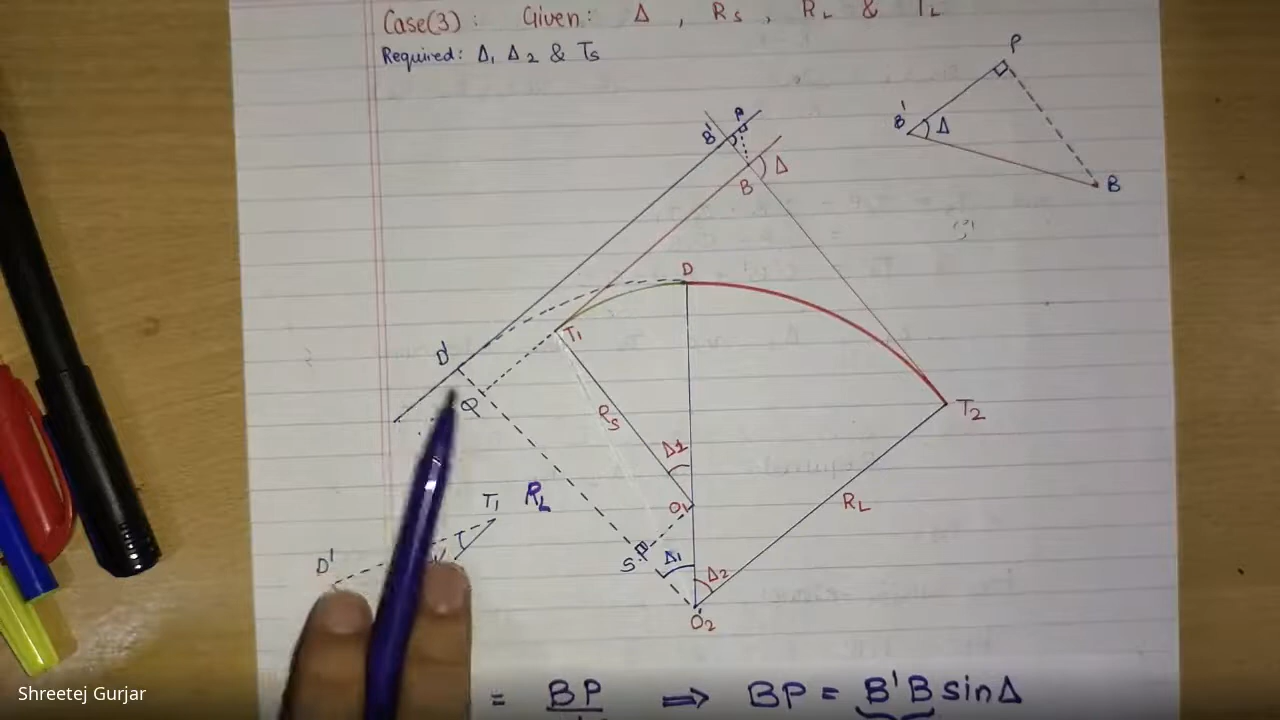 Case(3): Given: Δ, Rs, RL & TL
Required: Δ1 Δ2 & Ts
P
B'
Δ
B
P
B'
B
Δ
D
D'
T1
Q
T2
Rs
Δ1
T1
RL
O1
RL
D'
S
Δ1
Δ2
O2
= BP ⇒ BP = B'B sinΔ
Shreetej Gurjar